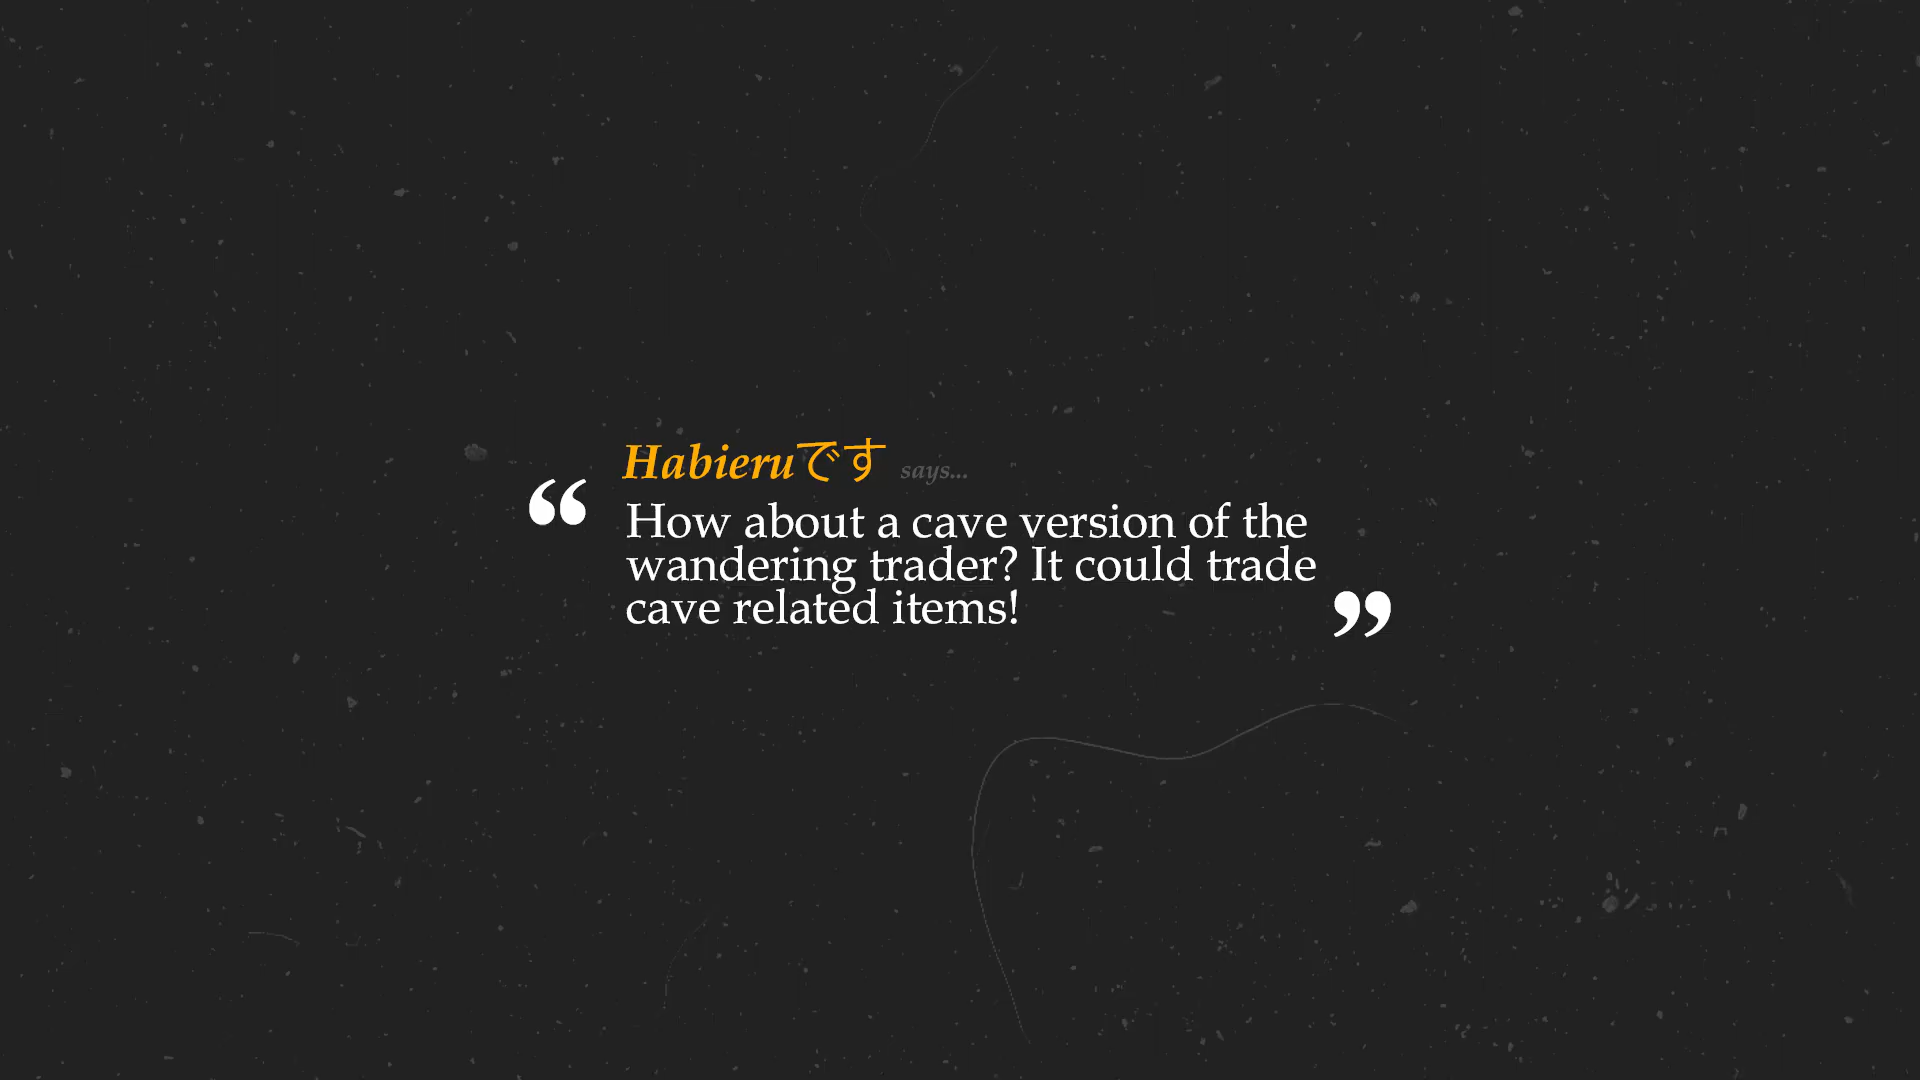 Habieruです says...
“How about a cave version of the
wandering trader? It could trade
cave related items!”